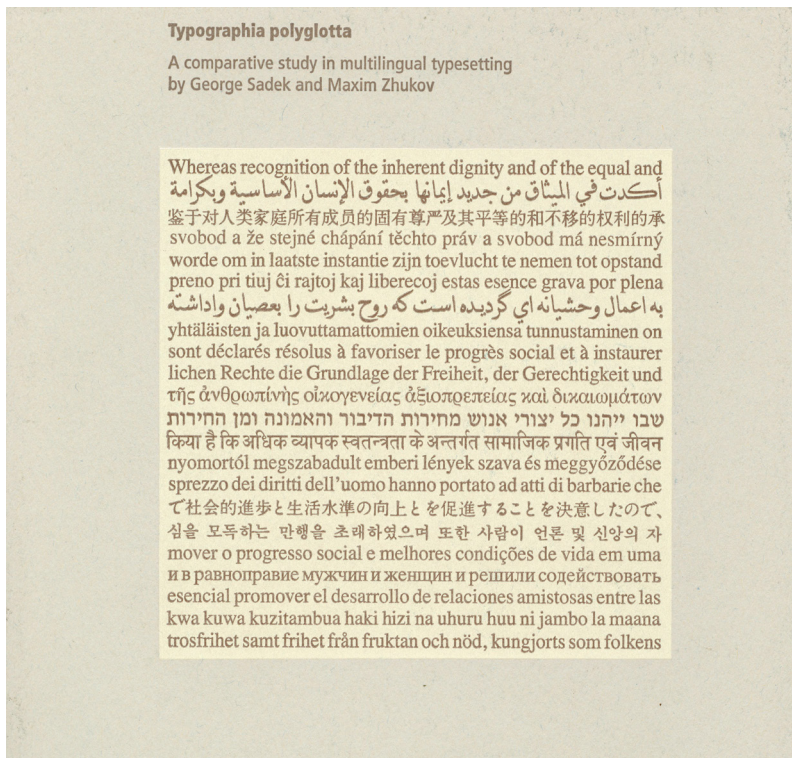 Typographia polyglotta
A comparative study in multilingual typesetting
by George Sadek and Maxim Zhukov
Whereas recognition of the inherent dignity and of the equal and
أكدت في الميثاق من جديد إيمانها بحقوق الإنسان الأساسية وبكرامة
鉴于对人类家庭所有成员的固有尊严及其平等的和不移的权利的承
svobod a že stejné chápání těchto práv a svobod má nesmírný
worde om in laatste instantie zijn toevlucht te nemen tot opstand
preno pri tiuj ĉi rajtoj kaj liberecoj estas esence grava por plena
به اعمال وحشیانه اي گردیده است که روح بشریت را بعصیان واداشته
yhtäläisten ja luovuttamattomien oikeuksiensa tunnustaminen on
sont déclarés résolus à favoriser le progrès social et à instaurer
lichen Rechte die Grundlage der Freiheit, der Gerechtigkeit und
τῆς ἀνθρωπίνης οἰκογενείας ἀξιοπρεπείας καὶ δικαιωμάτων
שבו ייהנו כל יצורי אנוש מחירות הדיבור והאמונה ומן החירות
किया है कि अधिक व्यापक स्वतन्त्रता के अन्तर्गत सामाजिक प्रगति एवं जीवन
nyomortól megszabadult emberi lények szava és meggyőződése
sprezzo dei diritti dell'uomo hanno portato ad atti di barbarie che
で社会的進歩と生活水準の向上とを促進することを決意したので、
심을 모독하는 만행을 초래하였으며 또한 사람이 언론 및 신앙의 자
mover o progresso social e melhores condições de vida em uma
и в равноправие мужчин и женщин и решили содействовать
esencial promover el desarrollo de relaciones amistosas entre las
kwa kuwa kuzitambua haki hizi na uhuru huu ni jambo la maana
trosfrihet samt frihet från fruktan och nöd, kungjorts som folkens